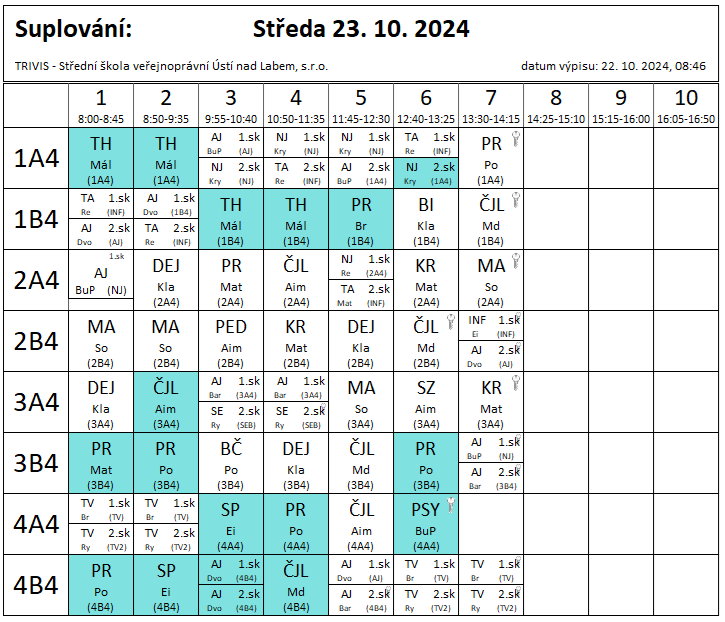 Suplování: Středa 23. 10. 2024
TRIVIS - Střední škola veřejnoprávní Ústí nad Labem, s.r.o. datum výpisu: 22. 10. 2024, 08:46
1 2 3 4 5 6 7 8 9 10
8:00-8:45 8:50-9:35 9:55-10:40 10:50-11:35 11:45-12:30 12:40-13:25 13:30-14:15 14:25-15:10 15:15-16:00 16:05-16:50
1A4
TH Mál (1A4)
TH Mál (1A4)
AJ 1.sk BuP (AJ)
NJ 2.sk Kry (NJ)
NJ 1.sk Kry (NJ)
TA 2.sk Re (INF)
NJ 1.sk Kry (NJ)
AJ 2.sk BuP (1A4)
TA 1.sk Re (INF)
NJ 2.sk Kry (1A4)
PR Po (1A4)
1B4
TA 1.sk Re (INF)
AJ 2.sk Dvo (AJ)
AJ 1.sk Dvo (1B4)
TA 2.sk Re (INF)
TH Mál (1B4)
TH Mál (1B4)
PR Br (1B4)
BI Kla (1B4)
ČJL Md (1B4)
2A4
1.sk AJ BuP (NJ)
DEJ Kla (2A4)
PR Mat (2A4)
ČJL Aim (2A4)
NJ 1.sk Re (2A4)
TA 2.sk Mat (INF)
KR Mat (2A4)
MA So (2A4)
2B4
MA So (2B4)
MA So (2B4)
PED Aim (2B4)
KR Mat (2B4)
DEJ Kla (2B4)
ČJL Md (2B4)
INF 1.sk Ei (INF)
AJ 2.sk Dvo (AJ)
3A4
DEJ Kla (3A4)
ČJL Aim (3A4)
AJ 1.sk Bar (3A4)
SE 2.sk Ry (SEB)
AJ 1.sk Bar (3A4)
SE 2.sk Ry (SEB)
MA So (3A4)
SZ Aim (3A4)
KR Mat (3A4)
3B4
PR Mat (3B4)
PR Po (3B4)
BČ Po (3B4)
DEJ Kla (3B4)
ČJL Md (3B4)
PR Po (3B4)
AJ 1.sk BuP (NJ)
AJ 2.sk Bar (3B4)
4A4
TV 1.sk Br (TV)
TV 2.sk Ry (TV2)
TV 1.sk Br (TV)
TV 2.sk Ry (TV2)
SP Ei (4A4)
PR Po (4A4)
ČJL Aim (4A4)
PSY BuP (4A4)
4B4
PR Po (4B4)
SP Ei (4B4)
AJ 1.sk Dvo (4B4)
AJ 2.sk Dvo (4B4)
ČJL Md (4B4)
AJ 1.sk Dvo (AJ)
AJ 2.sk Bar (4B4)
TV 1.sk Br (TV)
TV 2.sk Ry (TV2)
TV 1.sk Br (TV)
TV 2.sk Ry (TV2)